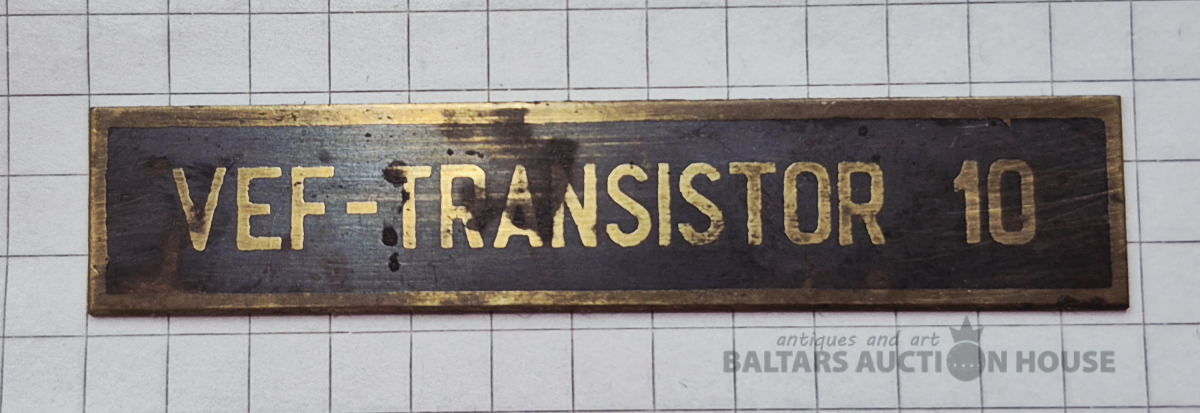 VEF-TRANSISTOR 10
antiques and art
BALTARS AUCTION HOUSE